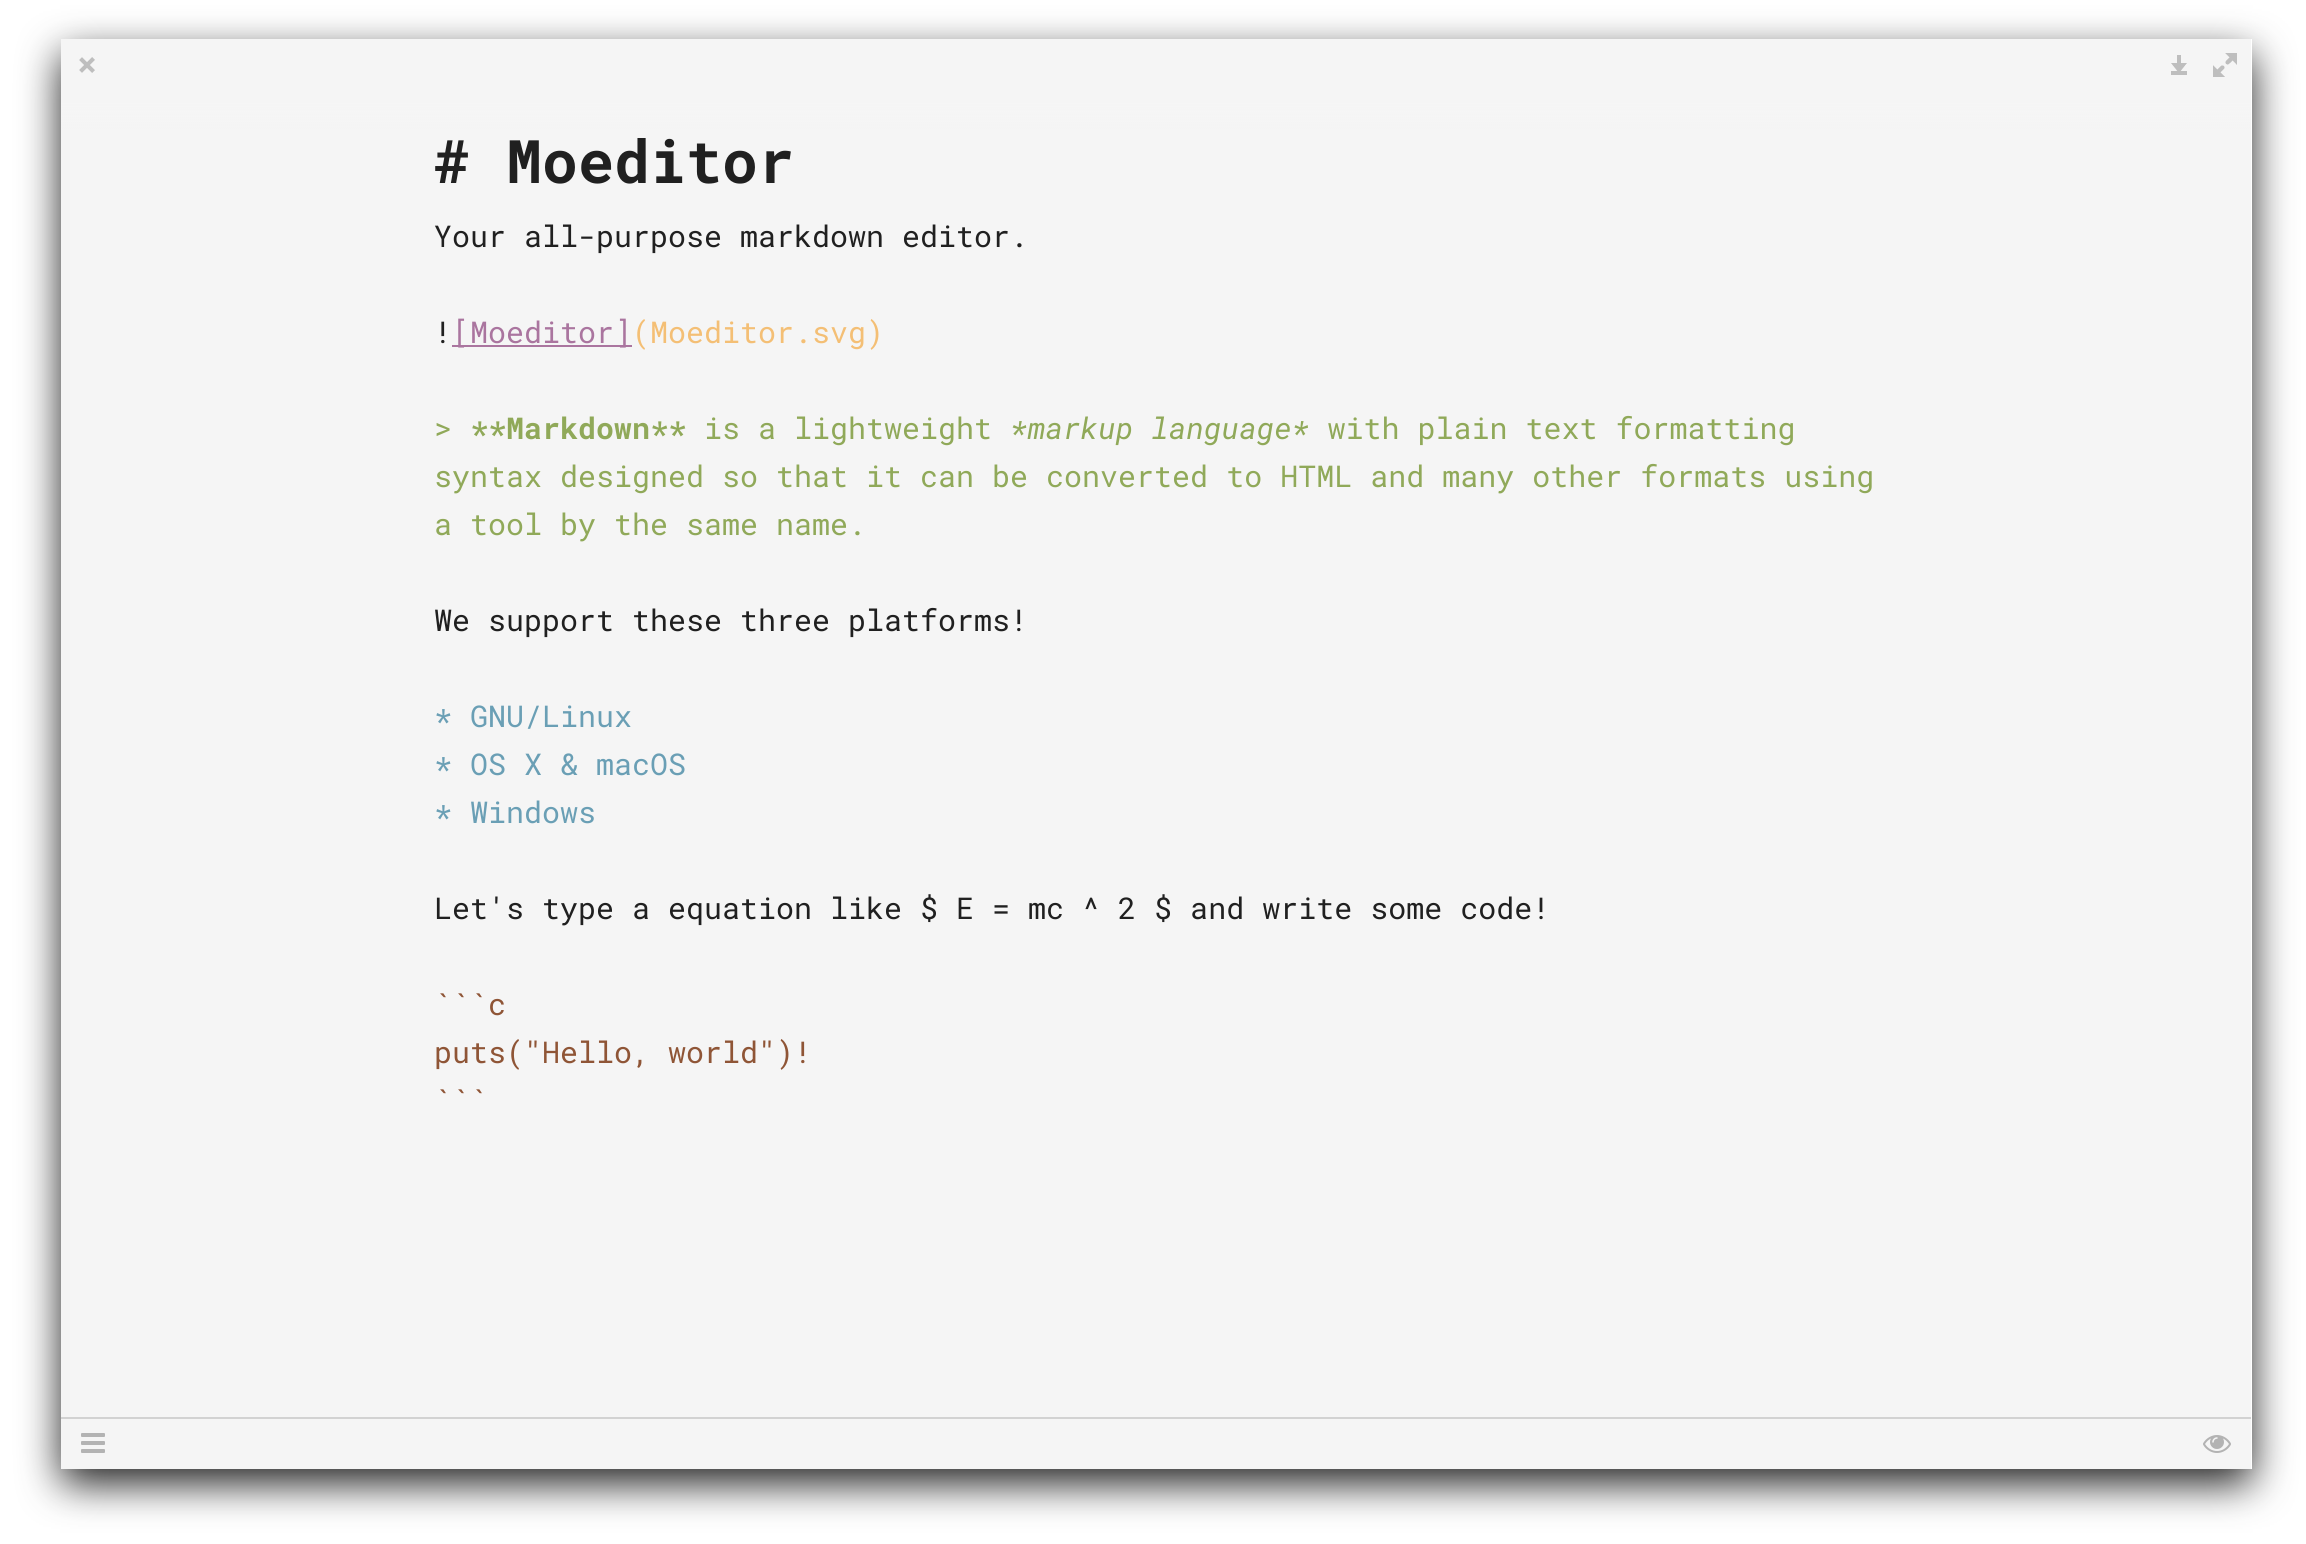 # Moeditor
Your all-purpose markdown editor.
![Moeditor](Moeditor.svg)
> **Markdown** is a lightweight *markup language* with plain text formatting
syntax designed so that it can be converted to HTML and many other formats using
a tool by the same name.
We support these three platforms!
* GNU/Linux
* OS X & macOS
* Windows
Let's type a equation like $ E = mc ^ 2 $ and write some code!
```c
puts("Hello, world")!
```